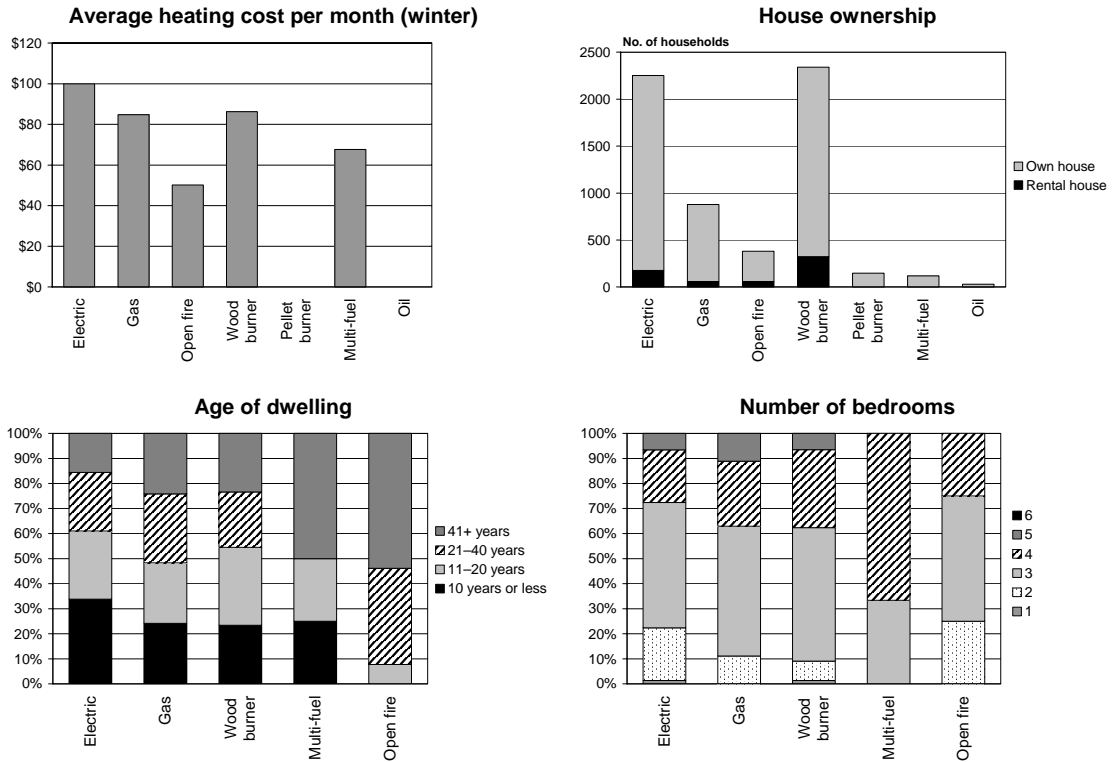 Average heating cost per month (winter)
$120
$100
$80
$60
$40
$20
$0
Electric
Gas
Open fire
Wood
burner
Pellet
burner
Multi-fuel
Oil
House ownership
No. of households
2500
2000
1500
1000
500
0
Electric
Gas
Open fire
Wood
burner
Pellet
burner
Multi-fuel
Oil
Own house
Rental house
Age of dwelling
100%
90%
80%
70%
60%
50%
40%
30%
20%
10%
0%
Electric
Gas
Wood
burner
Multi-fuel
Open fire
41+ years
21–40 years
11–20 years
10 years or less
Number of bedrooms
100%
90%
80%
70%
60%
50%
40%
30%
20%
10%
0%
Electric
Gas
Wood
burner
Multi-fuel
Open fire
6
5
4
3
2
1